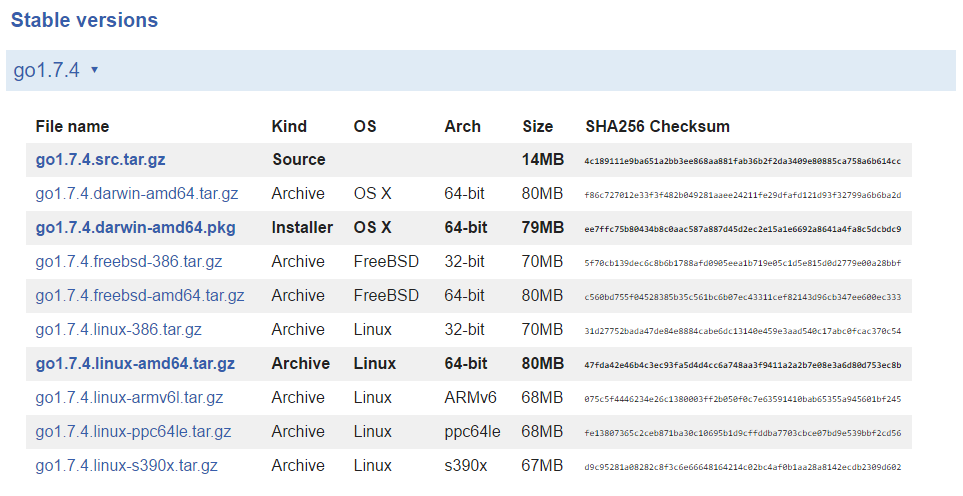 Stable versions
go1.7.4 ▾
File name Kind OS Arch Size SHA256 Checksum
go1.7.4.src.tar.gz Source 14MB 4c189111e9ba651a2bb3ee868aa881fab36b2f2da3409e80885ca758a6b614cc
go1.7.4.darwin-amd64.tar.gz Archive OS X 64-bit 80MB f86c727012e33f3f482b049281aaee24211fe29dfafd121d93f32799a6b6ba2d
go1.7.4.darwin-amd64.pkg Installer OS X 64-bit 79MB ee7ffc75b80434b8c0aac587a887d45d2ec2e15a1e6692a8641a4fa8c5dcbdc9
go1.7.4.freebsd-386.tar.gz Archive FreeBSD 32-bit 70MB 5f70cb139dec6c8b6b1788afd0905eea1b719e05c1d5e815d0d2779e00a28bbf
go1.7.4.freebsd-amd64.tar.gz Archive FreeBSD 64-bit 80MB c560bd755f04528385b35c561bc6b07ec43311cef82143d96cb347ee600ec333
go1.7.4.linux-386.tar.gz Archive Linux 32-bit 70MB 31d27752bada47de84e8884cabe6dc13140e459e3aad540c17abc0fcac370c54
go1.7.4.linux-amd64.tar.gz Archive Linux 64-bit 80MB 47fda42e46b4c3ec93fa5d4d4cc6a748aa3f9411a2a2b7e08e3a6d80d753ec8b
go1.7.4.linux-armv6l.tar.gz Archive Linux ARMv6 68MB 075c5f4446234e26c1380003ff2b050f0c7e63591410bab65355a945601bf245
go1.7.4.linux-ppc64le.tar.gz Archive Linux ppc64le 68MB fe13807365c2ceb871ba30c10695b1d9cffddba7703cbce07bd9e539bbf2cd56
go1.7.4.linux-s390x.tar.gz Archive Linux s390x 67MB d9c95281a08282c8f3c6e66648164214c02bc4af0b1aa28a8142ecdb2309d602